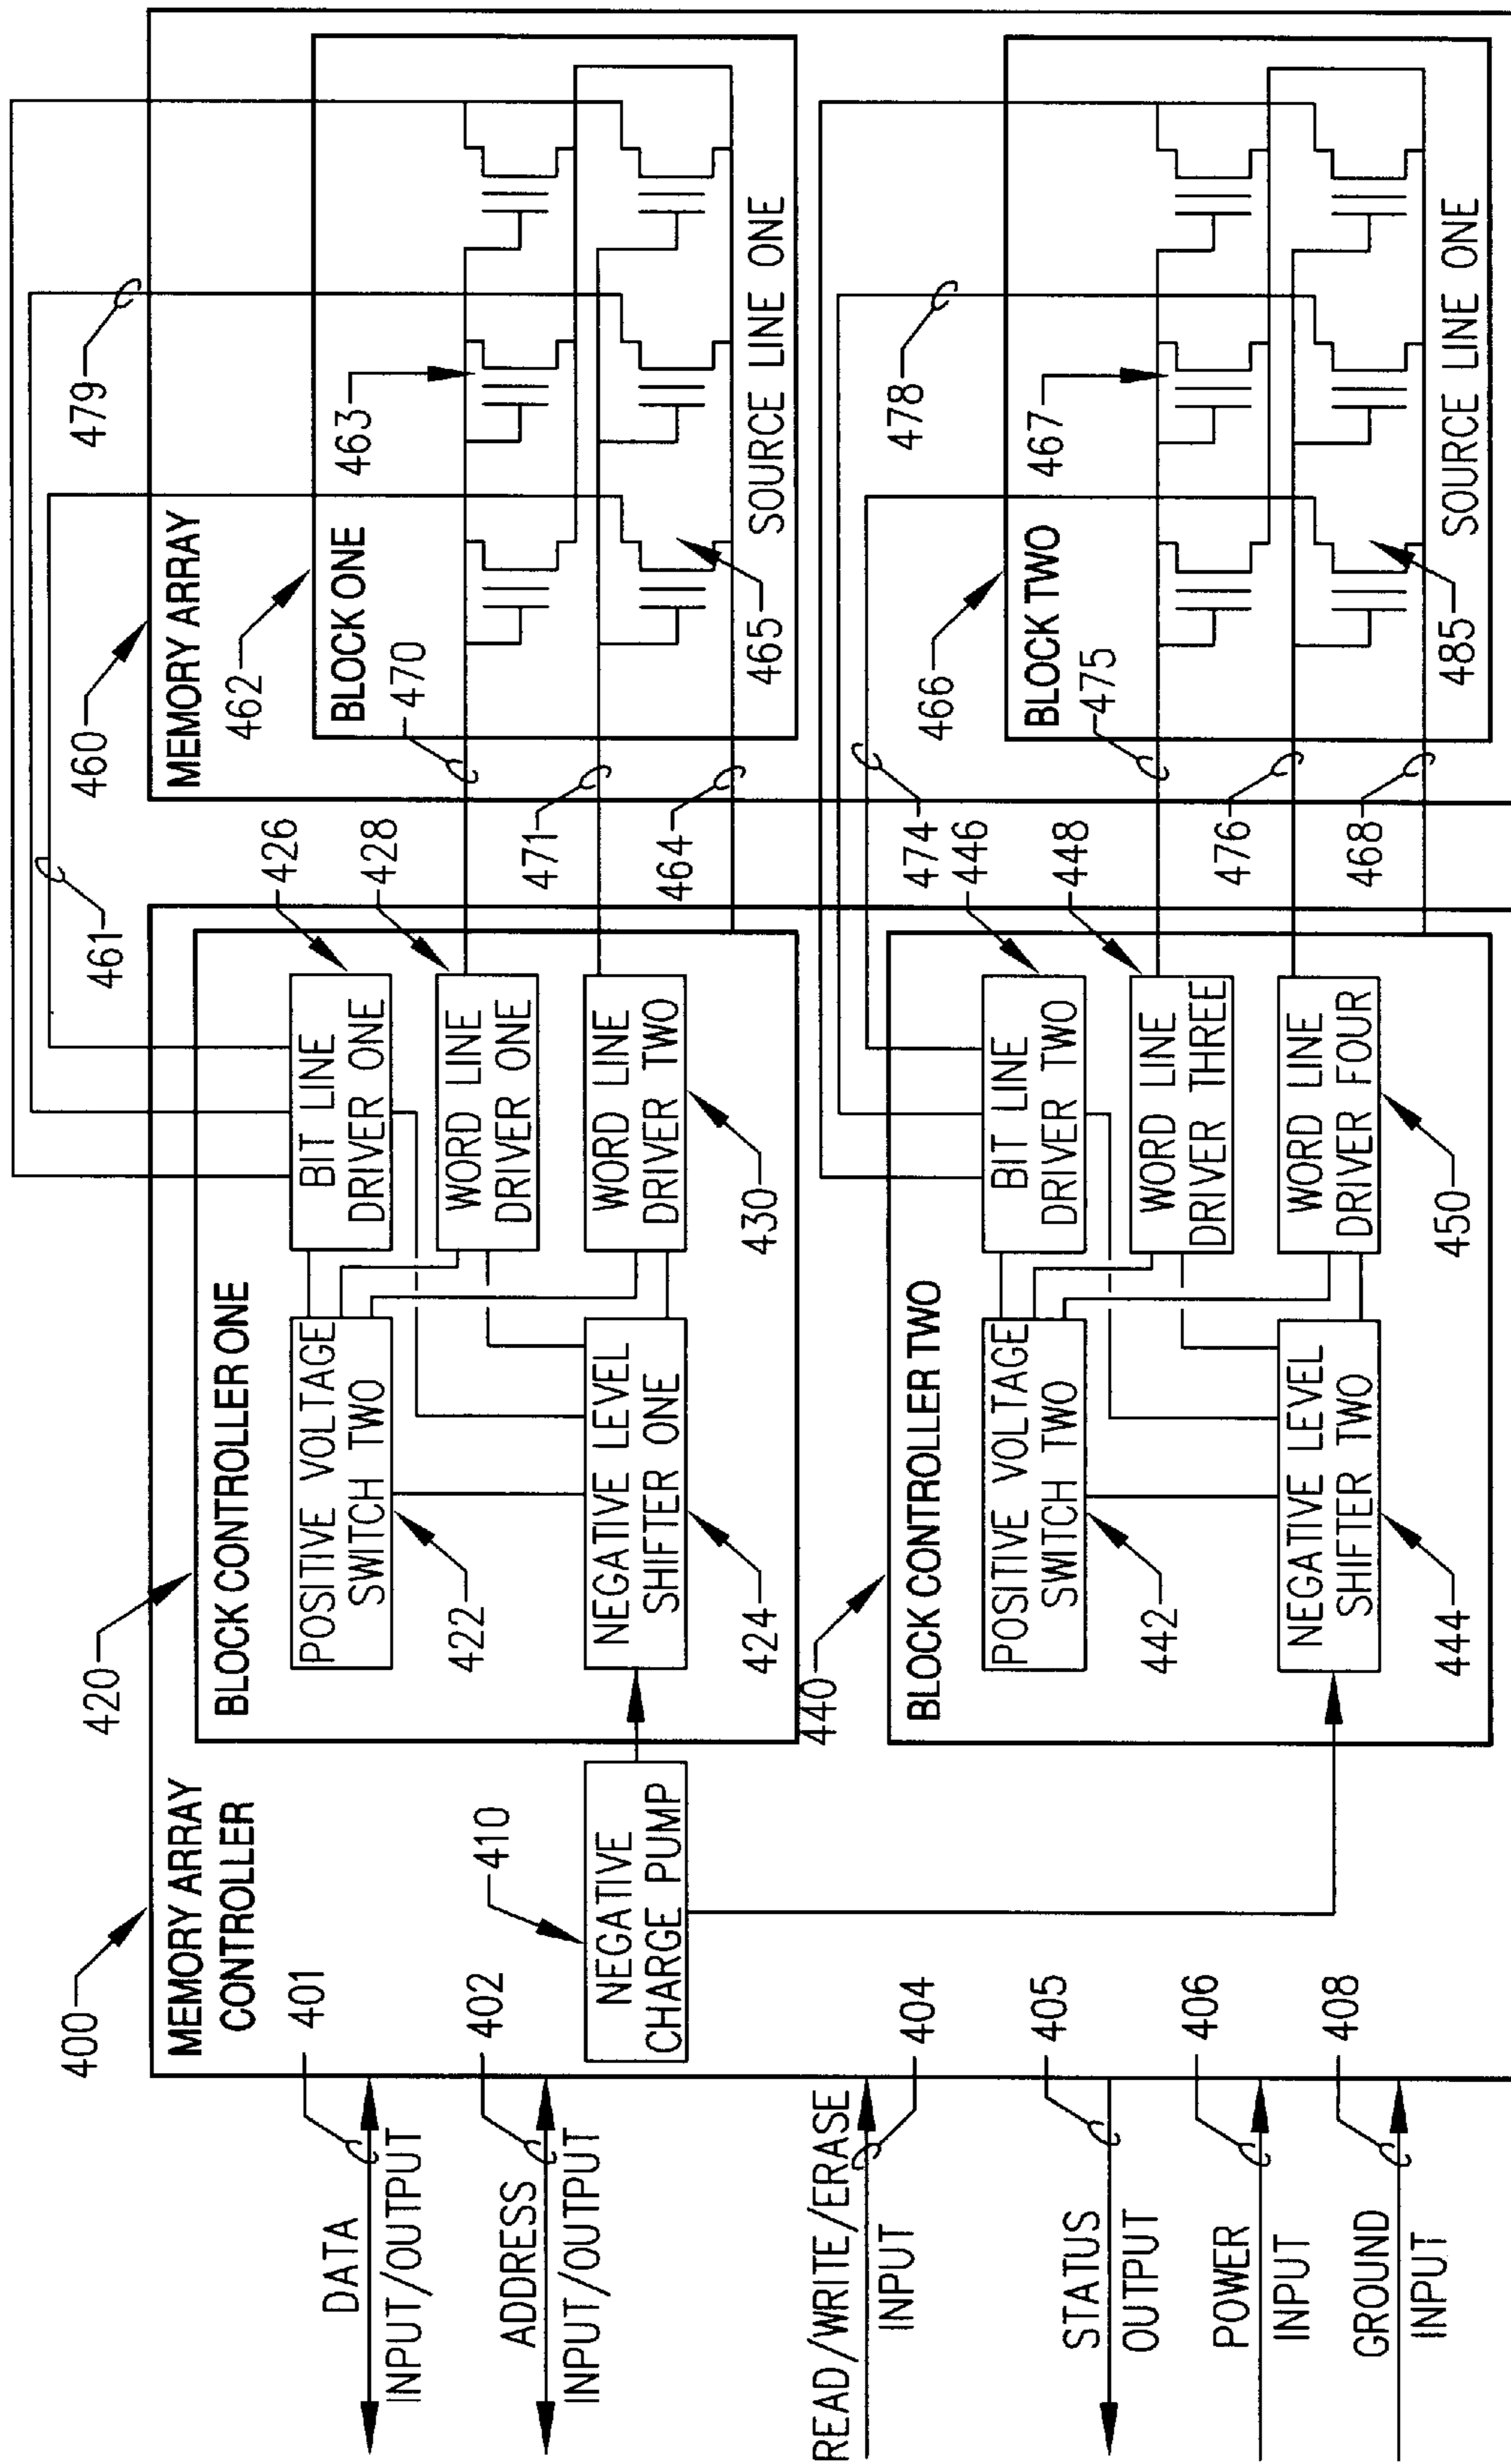 400
MEMORY ARRAY
CONTROLLER
401
DATA
INPUT/OUTPUT
402
ADDRESS
INPUT/OUTPUT
READ/WRITE/ERASE
INPUT
404
STATUS
OUTPUT
405
POWER
INPUT
406
GROUND
INPUT
408
410
NEGATIVE
CHARGE PUMP
420
BLOCK CONTROLLER ONE
POSITIVE VOLTAGE
SWITCH TWO
422
NEGATIVE LEVEL
SHIFTER ONE
424
BIT LINE
DRIVER ONE
426
WORD LINE
DRIVER ONE
428
WORD LINE
DRIVER TWO
430
440
BLOCK CONTROLLER TWO
POSITIVE VOLTAGE
SWITCH TWO
442
NEGATIVE LEVEL
SHIFTER TWO
444
BIT LINE
DRIVER TWO
446
WORD LINE
DRIVER THREE
448
WORD LINE
DRIVER FOUR
450
461
471
464
474
476
468
460
MEMORY ARRAY
479
462
BLOCK ONE
470
463
465
SOURCE LINE ONE
478
466
BLOCK TWO
475
467
485
SOURCE LINE ONE